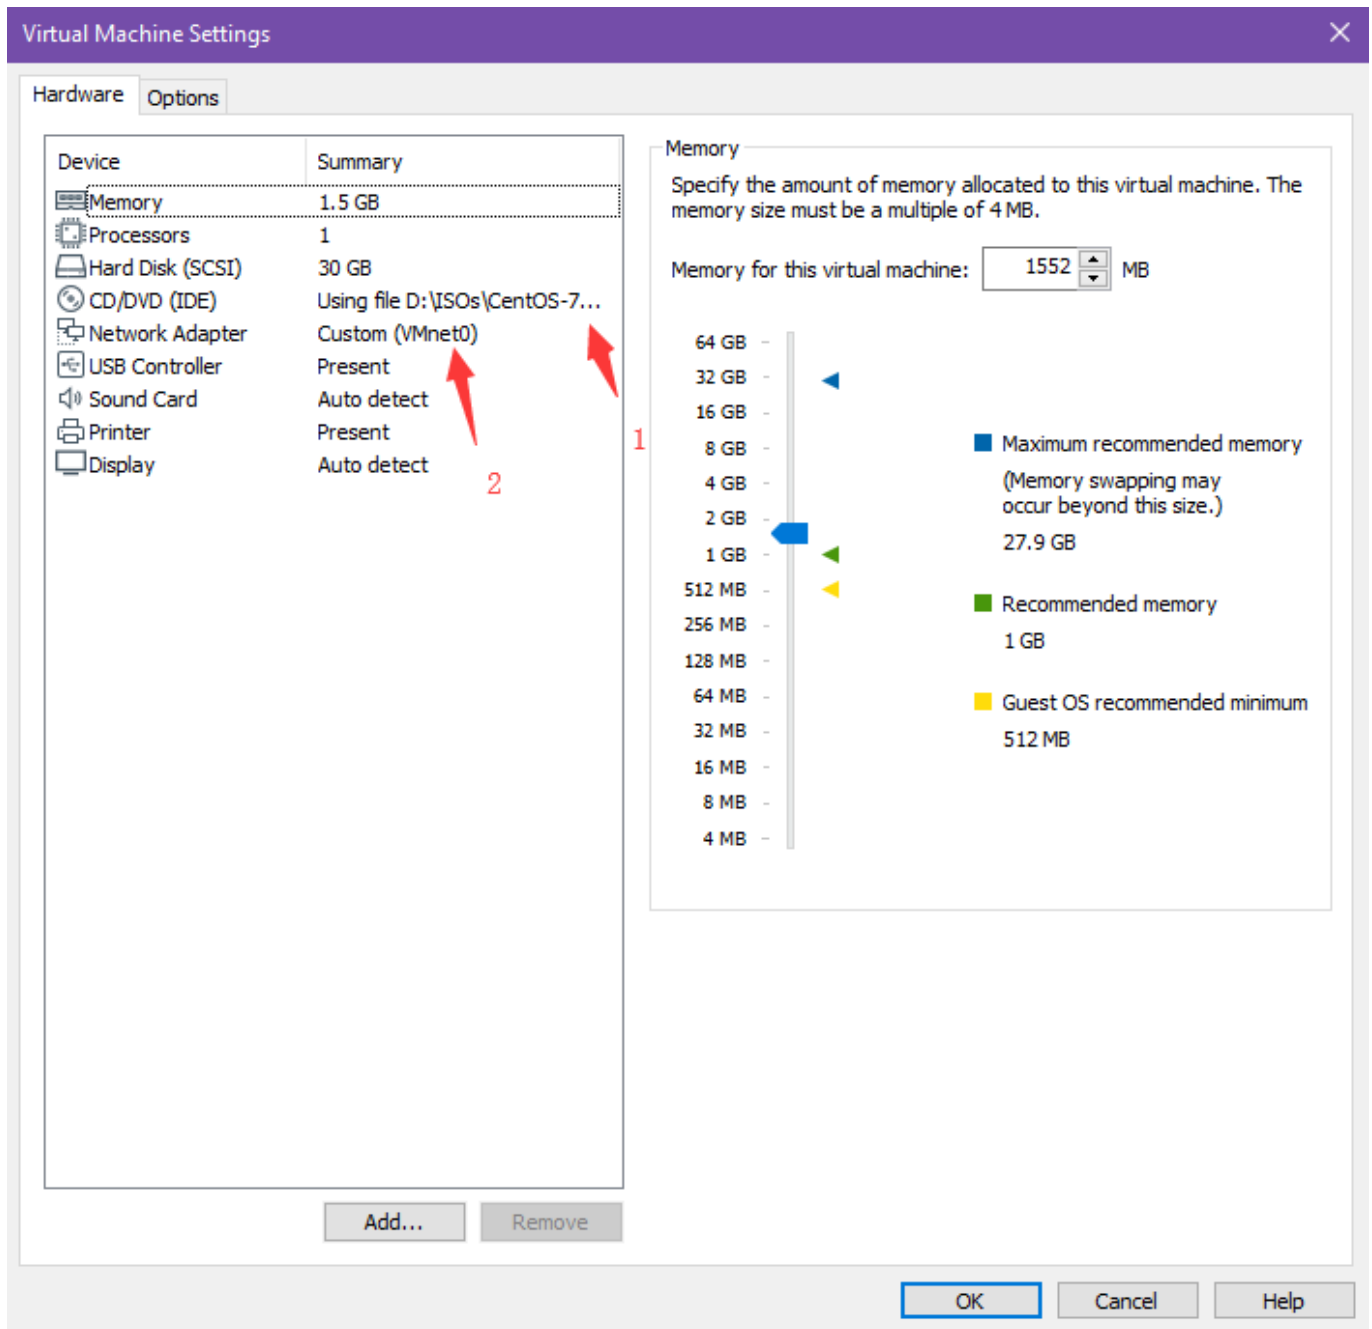 Virtual Machine Settings
Hardware
Options
Device Summary
Memory 1.5 GB
Processors 1
Hard Disk (SCSI) 30 GB
CD/DVD (IDE) Using file D:\ISOs\CentOS-7...
Network Adapter Custom (VMnet0)
USB Controller Present
Sound Card Auto detect
Printer Present
Display Auto detect
1
2
Add...
Remove
Memory
Specify the amount of memory allocated to this virtual machine. The
memory size must be a multiple of 4 MB.
Memory for this virtual machine: 1552 MB
64 GB
32 GB
16 GB
8 GB
4 GB
2 GB
1 GB
512 MB
256 MB
128 MB
64 MB
32 MB
16 MB
8 MB
4 MB
Maximum recommended memory
(Memory swapping may
occur beyond this size.)
27.9 GB
Recommended memory
1 GB
Guest OS recommended minimum
512 MB
OK
Cancel
Help